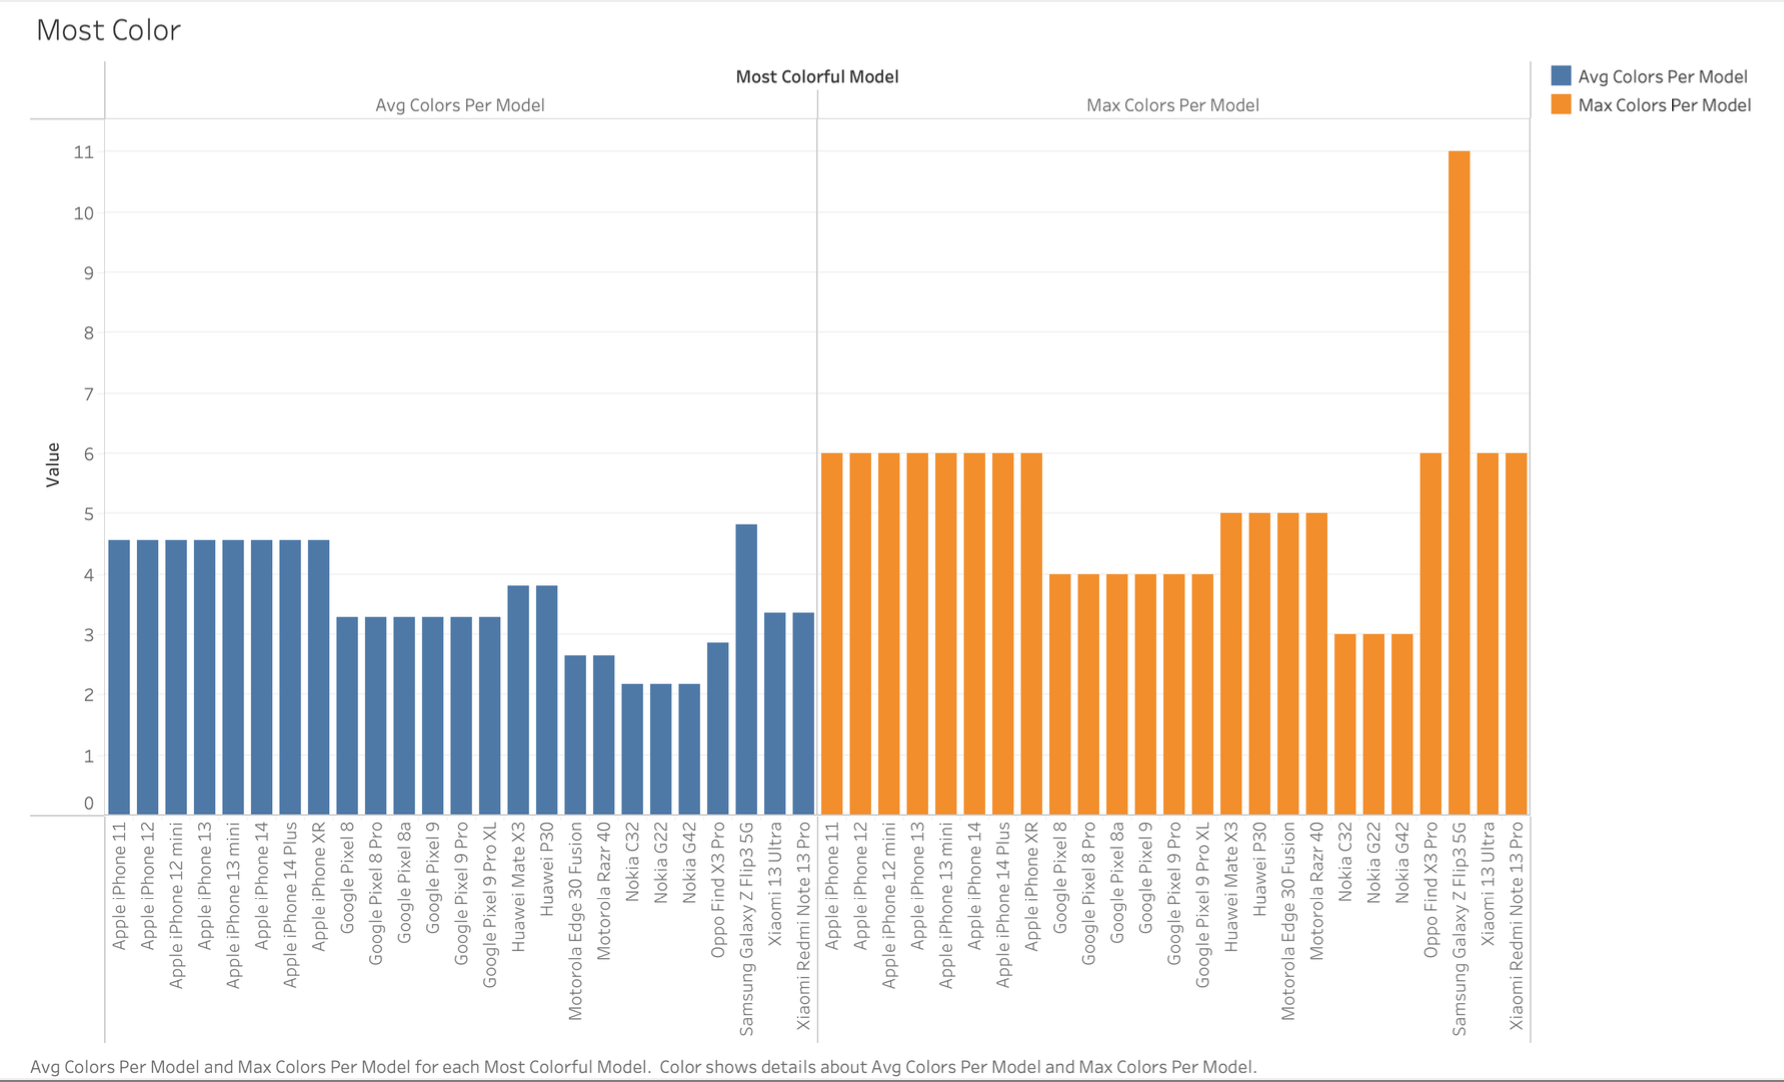 Most Color
Most Colorful Model
Avg Colors Per Model
Max Colors Per Model
Avg Colors Per Model
Max Colors Per Model
Value
11
10
9
8
7
6
5
4
3
2
1
0
Apple iPhone 11
Apple iPhone 12
Apple iPhone 12 mini
Apple iPhone 13
Apple iPhone 13 mini
Apple iPhone 14
Apple iPhone 14 Plus
Apple iPhone XR
Google Pixel 8
Google Pixel 8 Pro
Google Pixel 8a
Google Pixel 9
Google Pixel 9 Pro
Google Pixel 9 Pro XL
Huawei Mate X3
Huawei P30
Motorola Edge 30 Fusion
Motorola Razr 40
Nokia C32
Nokia G22
Nokia G42
Oppo Find X3 Pro
Samsung Galaxy Z Flip3 5G
Xiaomi 13 Ultra
Xiaomi Redmi Note 13 Pro
Apple iPhone 11
Apple iPhone 12
Apple iPhone 12 mini
Apple iPhone 13
Apple iPhone 13 mini
Apple iPhone 14
Apple iPhone 14 Plus
Apple iPhone XR
Google Pixel 8
Google Pixel 8 Pro
Google Pixel 8a
Google Pixel 9
Google Pixel 9 Pro
Google Pixel 9 Pro XL
Huawei Mate X3
Huawei P30
Motorola Edge 30 Fusion
Motorola Razr 40
Nokia C32
Nokia G22
Nokia G42
Oppo Find X3 Pro
Samsung Galaxy Z Flip3 5G
Xiaomi 13 Ultra
Xiaomi Redmi Note 13 Pro
Avg Colors Per Model and Max Colors Per Model for each Most Colorful Model.  Color shows details about Avg Colors Per Model and Max Colors Per Model.